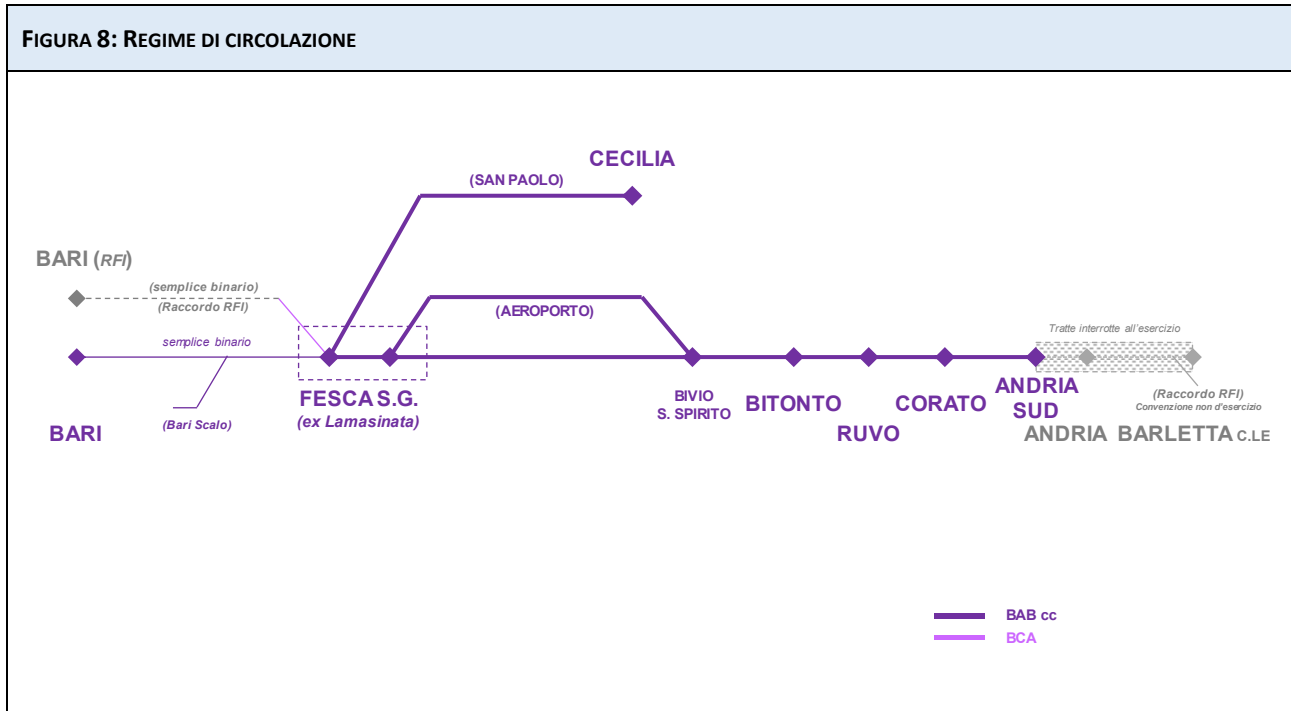 FIGURA 8: REGIME DI CIRCOLAZIONE
CECILIA
(SAN PAOLO)
BARI (RFI)
(semplice binario)
(Raccordo RFI)
(AEROPORTO)
semplice binario
Tratte interrotte all'esercizio
(Bari Scalo)
BARI
FESCA S.G.
(ex Lamasinata)
BIVIO
S. SPIRITO
BITONTO
RUVO
CORATO
ANDRIA
SUD
(Raccordo RFI)
Convenzione non d'esercizio
ANDRIA
BARLETTA C.LE
BAB cc
BCA